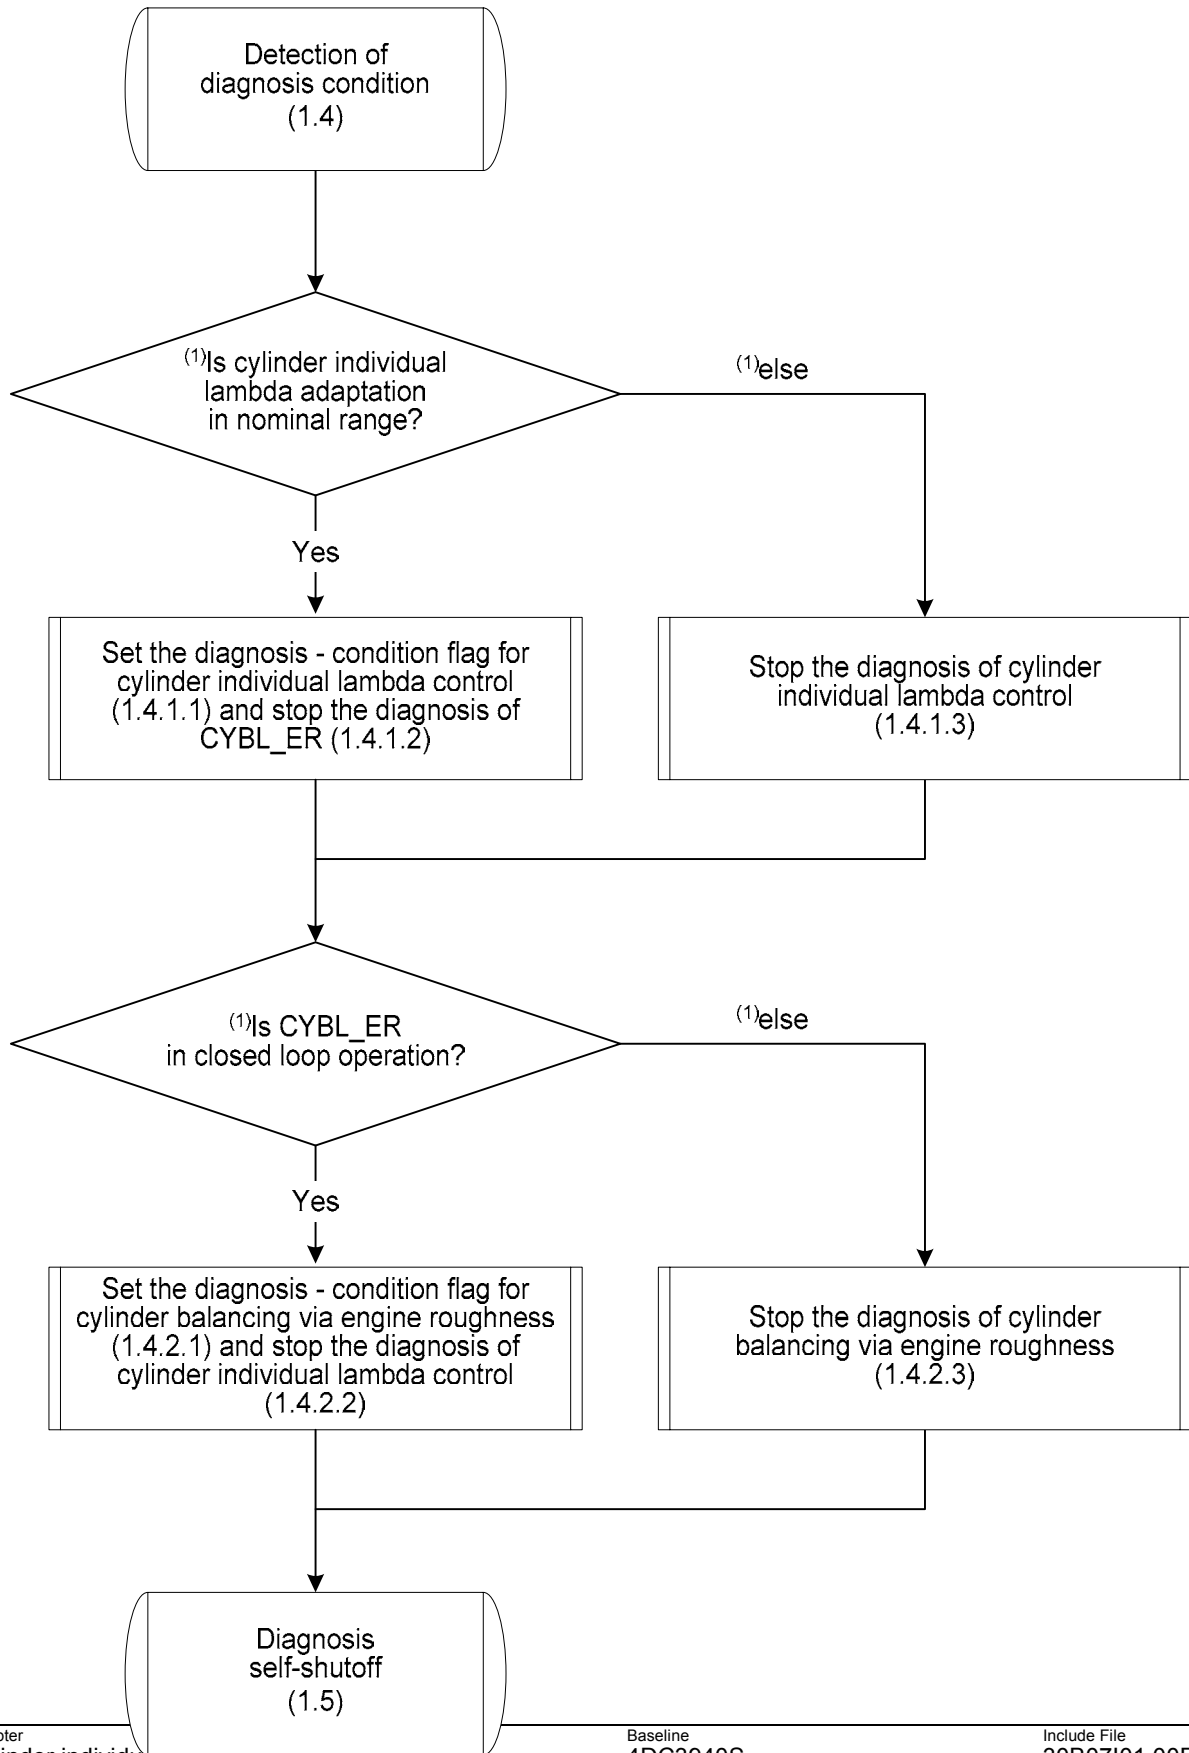 Detection of
diagnosis condition
(1.4)
(1)Is cylinder individual
lambda adaptation
in nominal range?
(1)else
Yes
Set the diagnosis - condition flag for
cylinder individual lambda control
(1.4.1.1) and stop the diagnosis of
CYBL_ER (1.4.1.2)
Stop the diagnosis of cylinder
individual lambda control
(1.4.1.3)
(1)Is CYBL_ER
in closed loop operation?
(1)else
Yes
Set the diagnosis - condition flag for
cylinder balancing via engine roughness
(1.4.2.1) and stop the diagnosis of
cylinder individual lambda control
(1.4.2.2)
Stop the diagnosis of cylinder
balancing via engine roughness
(1.4.2.3)
Diagnosis
self-shutoff
(1.5)
Baseline
Include File